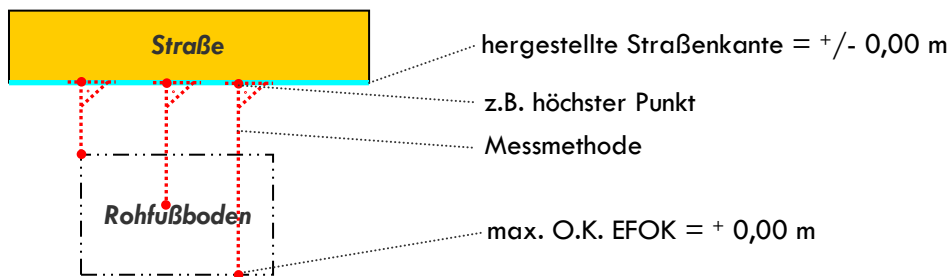 Straße
hergestellte Straßenkante = +/- 0,00 m
z.B. höchster Punkt
Messmethode
Rohfußboden
max. O.K. EFOK = + 0,00 m